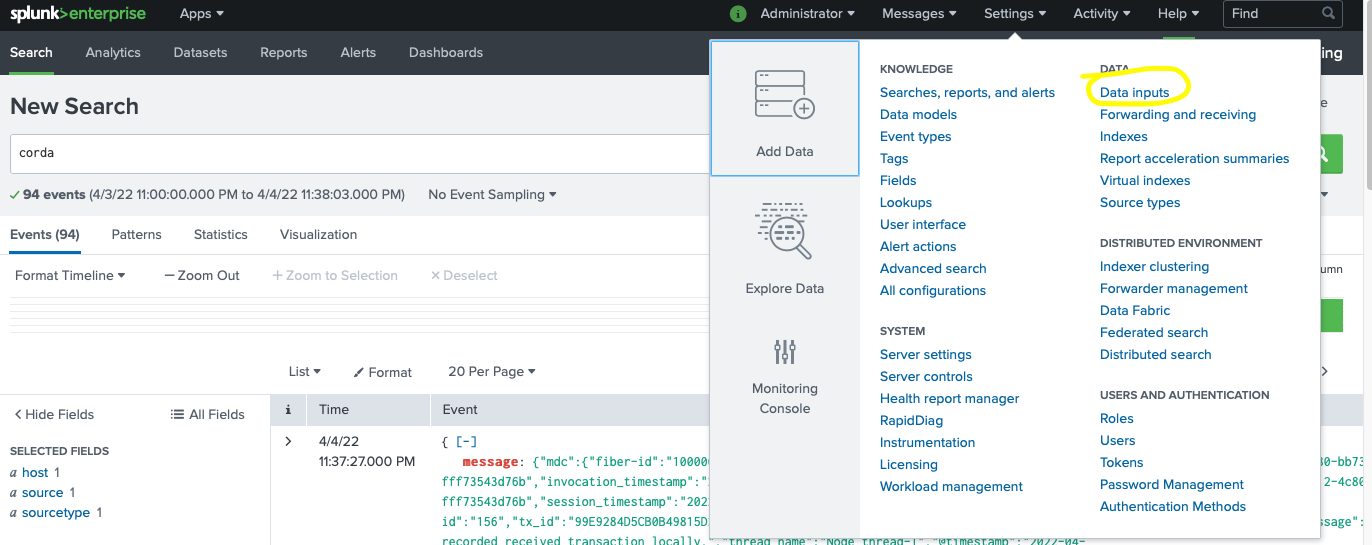 splunk>enterprise Apps Administrator Messages Settings Activity Help Find
Search Analytics Datasets Reports Alerts Dashboards
New Search
corda
94 events (4/3/22 11:00:00.000 PM to 4/4/22 11:38:03.000 PM) No Event Sampling
Events (94) Patterns Statistics Visualization
Format Timeline — Zoom Out + Zoom to Selection × Deselect
List Format 20 Per Page
Hide Fields All Fields
i Time Event
SELECTED FIELDS
a host 1
a source 1
a sourcetype 1
4/4/22
11:37:27.000 PM
{ [-]
message: {"mdc":{"fiber-id":"100000
fff73543d76b","invocation_timestamp":"
fff73543d76b","session_timestamp":"202
id":"156","tx_id":"99E9284D5CB0B49815D
recorded received transaction locally.","thread_name":"Node thread-1","@timestamp":"2022-04-
Add Data
Explore Data
Monitoring
Console
KNOWLEDGE
Searches, reports, and alerts
Data models
Event types
Tags
Fields
Lookups
User interface
Alert actions
Advanced search
All configurations
SYSTEM
Server settings
Server controls
Health report manager
RapidDiag
Instrumentation
Licensing
Workload management
DATA
Data inputs
Forwarding and receiving
Indexes
Report acceleration summaries
Virtual indexes
Source types
DISTRIBUTED ENVIRONMENT
Indexer clustering
Forwarder management
Data Fabric
Federated search
Distributed search
USERS AND AUTHENTICATION
Roles
Users
Tokens
Password Management
Authentication Methods